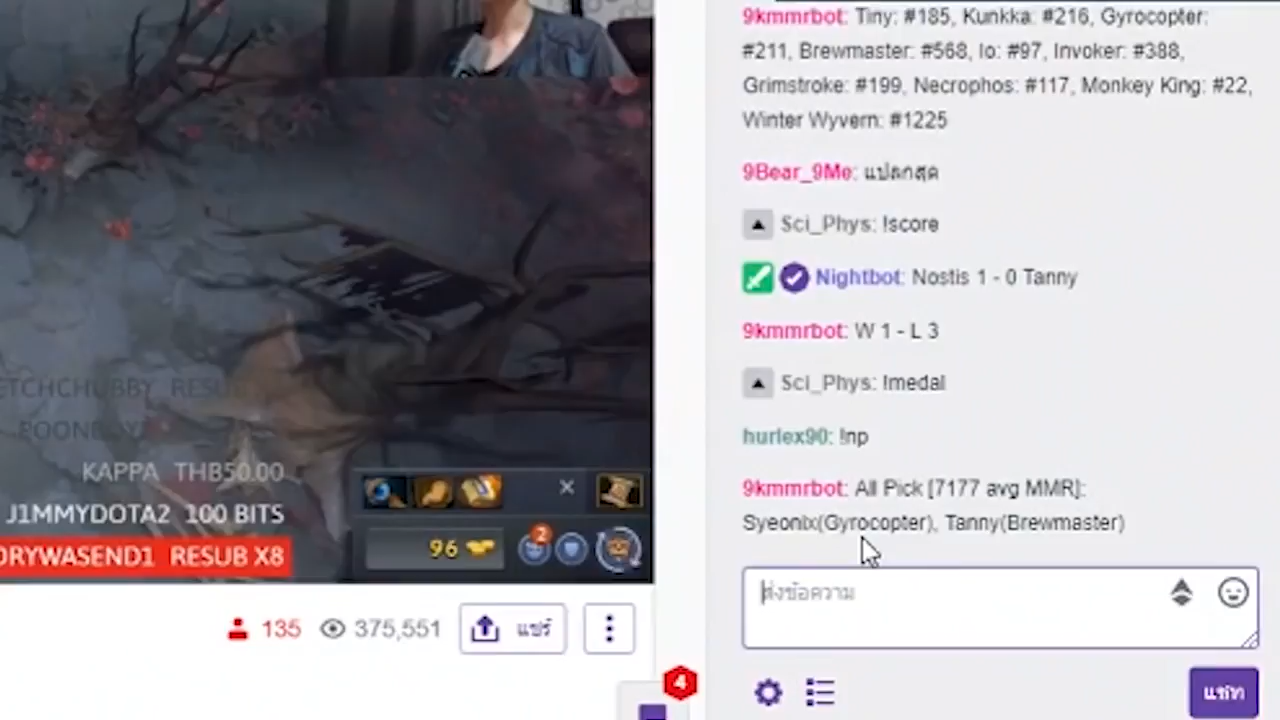 KAPPA THB50.00
J1MMYDOTA2 100 BITS
ORYWASEND1 RESUB X8
96
2
135
375,551
แชร์
4
9kmmrbot: Tiny: #185, Kunkka: #216, Gyrocopter:
#211, Brewmaster: #568, Io: #97, Invoker: #388,
Grimstroke: #199, Necrophos: #117, Monkey King: #22,
Winter Wyvern: #1225
9Bear_9Me: แปลกสุด
Sci_Phys: !score
Nightbot: Nostis 1 - 0 Tanny
9kmmrbot: W 1 - L 3
Sci_Phys: !medal
hurlex90: !np
9kmmrbot: All Pick [7177 avg MMR]:
Syeonix(Gyrocopter), Tanny(Brewmaster)
ส่งข้อความ
แชท